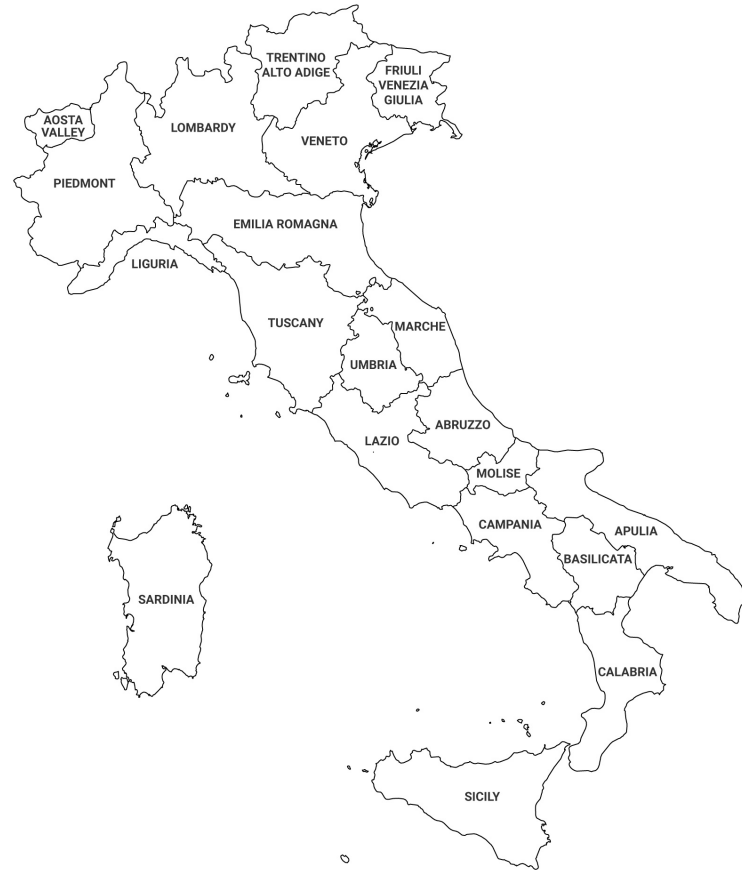 TRENTINO
ALTO ADIGE
FRIULI
VENEZIA
GIULIA
AOSTA
VALLEY
LOMBARDY
VENETO
PIEDMONT
EMILIA ROMAGNA
LIGURIA
TUSCANY
MARCHE
UMBRIA
ABRUZZO
LAZIO
MOLISE
CAMPANIA
APULIA
BASILICATA
SARDINIA
CALABRIA
SICILY